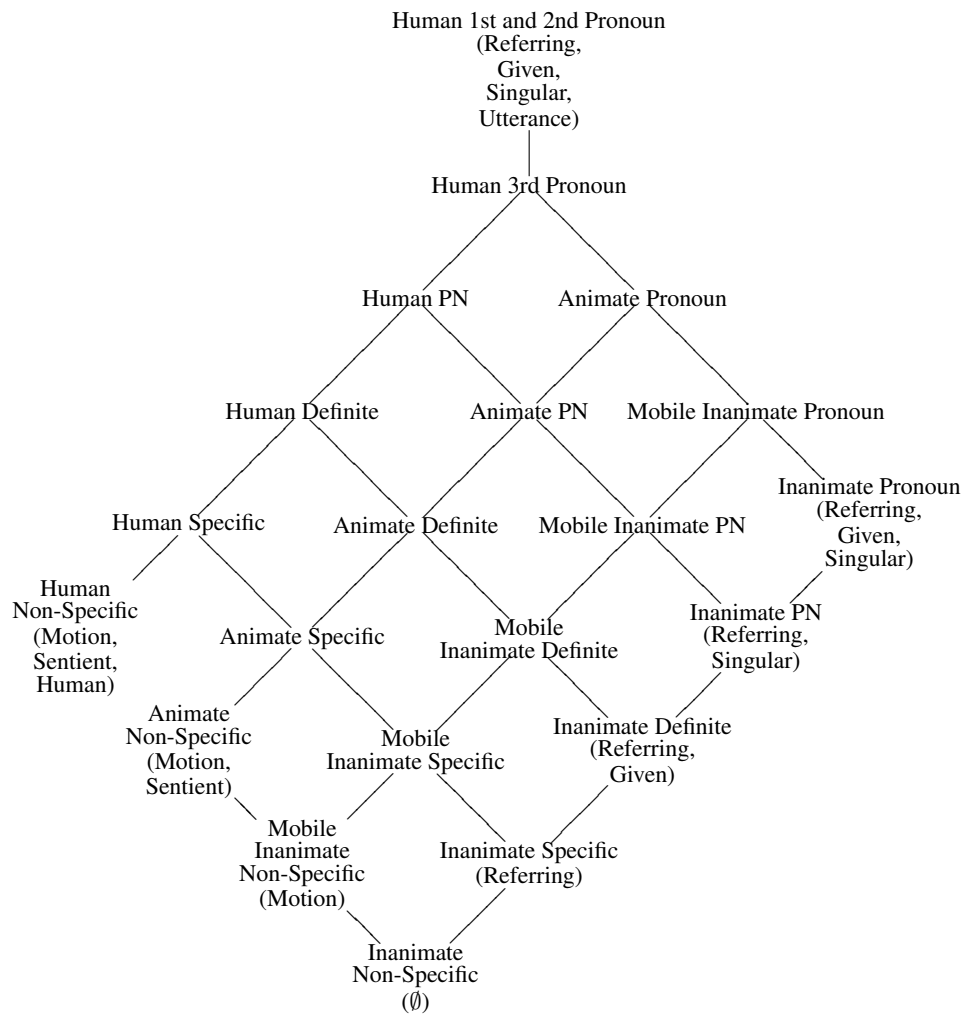 Human 1st and 2nd Pronoun
(Referring,
Given,
Singular,
Utterance)
Human 3rd Pronoun
Human PN
Animate Pronoun
Human Definite
Animate PN
Mobile Inanimate Pronoun
Inanimate Pronoun
(Referring,
Given,
Singular)
Human Specific
Animate Definite
Mobile Inanimate PN
Human
Non-Specific
(Motion,
Sentient,
Human)
Animate Specific
Mobile
Inanimate Definite
Inanimate PN
(Referring,
Singular)
Animate
Non-Specific
(Motion,
Sentient)
Mobile
Inanimate Specific
Inanimate Definite
(Referring,
Given)
Mobile
Inanimate
Non-Specific
(Motion)
Inanimate Specific
(Referring)
Inanimate
Non-Specific
(∅)